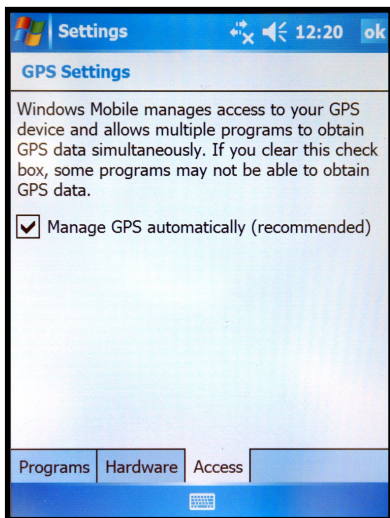 Settings 12:20 ok
GPS Settings
Windows Mobile manages access to your GPS
device and allows multiple programs to obtain
GPS data simultaneously. If you clear this check
box, some programs may not be able to obtain
GPS data.
Manage GPS automatically (recommended)
Programs Hardware Access